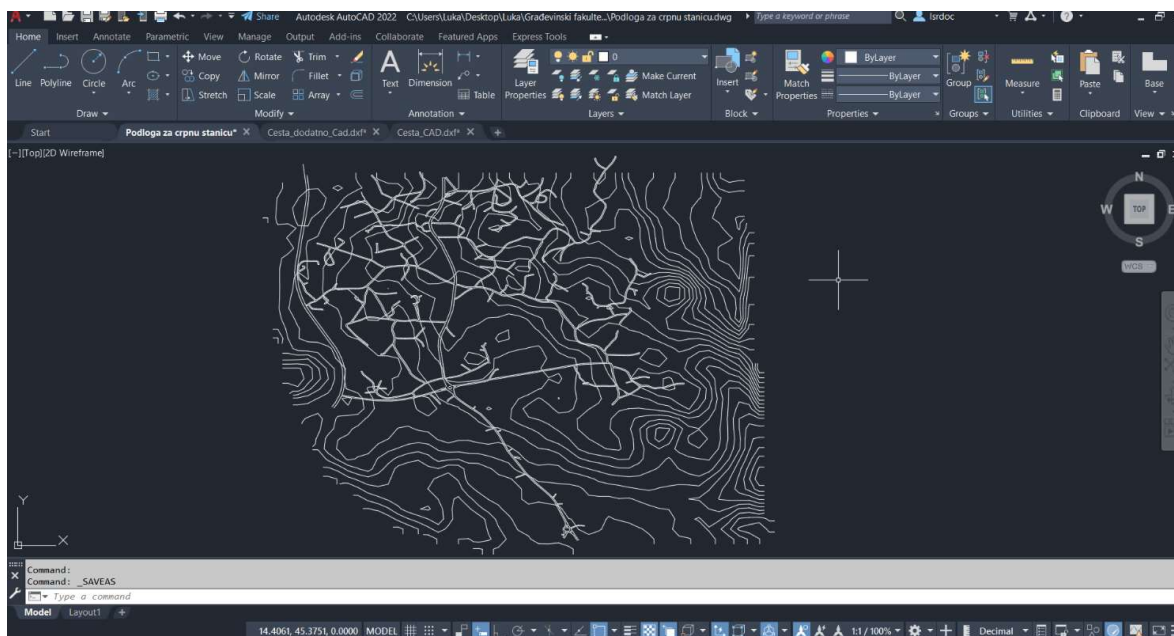 Share Autodesk AutoCAD 2022 C:\Users\Luka\Desktop\Luka\Građevinski fakulte...\Podloga za crpnu stanicu.dwg Type a keyword or phrase lsrdoc
Home Insert Annotate Parametric View Manage Output Add-ins Collaborate Featured Apps Express Tools
Line Polyline Circle Arc
Move Rotate Trim
Copy Mirror Fillet
Stretch Scale Array
Text Dimension
Table
Layer Properties
0
Make Current
Match Layer
Insert
Match Properties
ByLayer
ByLayer
ByLayer
Group
Measure
Paste
Base
Draw Modify Annotation Layers Block Properties Groups Utilities Clipboard View
Start Podloga za crpnu stanicu* Cesta_dodatno_Cad.dxf* Cesta_CAD.dxf*
[−][Top][2D Wireframe]
N
W TOP E
S
WCS
Y
X
Command:
Command: _SAVEAS
Type a command
Model Layout1
14.4061, 45.3751, 0.0000 MODEL 1:1 / 100% Decimal